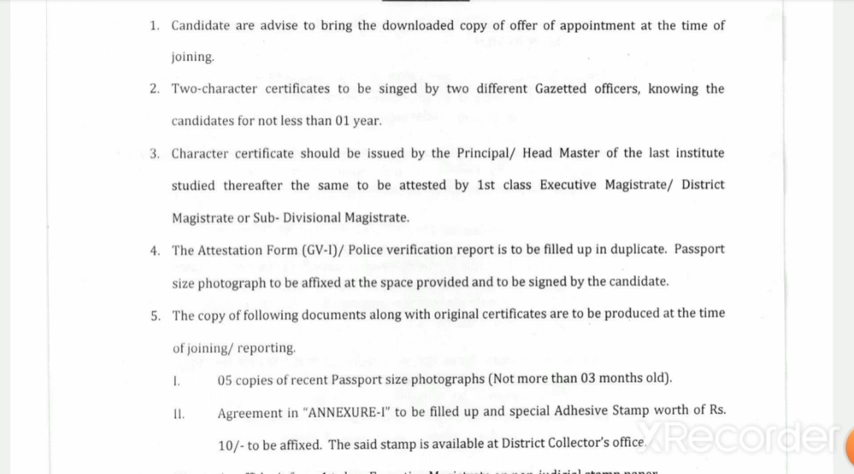 1. Candidate are advise to bring the downloaded copy of offer of appointment at the time of
joining.
2. Two-character certificates to be singed by two different Gazetted officers, knowing the
candidates for not less than 01 year.
3. Character certificate should be issued by the Principal/ Head Master of the last institute
studied thereafter the same to be attested by 1st class Executive Magistrate/ District
Magistrate or Sub- Divisional Magistrate.
4. The Attestation Form (GV-I)/ Police verification report is to be filled up in duplicate. Passport
size photograph to be affixed at the space provided and to be signed by the candidate.
5. The copy of following documents along with original certificates are to be produced at the time
of joining/ reporting.
I. 05 copies of recent Passport size photographs (Not more than 03 months old).
II. Agreement in “ANNEXURE-I” to be filled up and special Adhesive Stamp worth of Rs.
10/- to be affixed. The said stamp is available at District Collector's office.
XRecorder